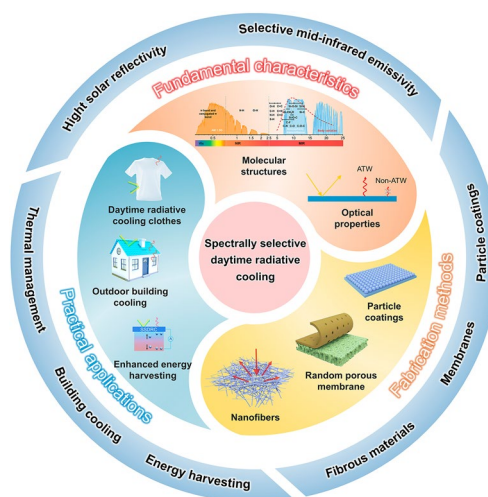 Hight solar reflectivity
Selective mid-infrared emissivity
Particle coatings
Membranes
Fibrous materials
Energy harvesting
Building cooling
Thermal management
Fundamental characteristics
Molecular
structures
ATW
Non-ATW
Optical
properties
Fabrication methods
Particle
coatings
Random porous
membrane
Nanofibers
Practical applications
Daytime radiative
cooling clothes
Outdoor building
cooling
Enhanced energy
harvesting
Spectrally selective
daytime radiative
cooling